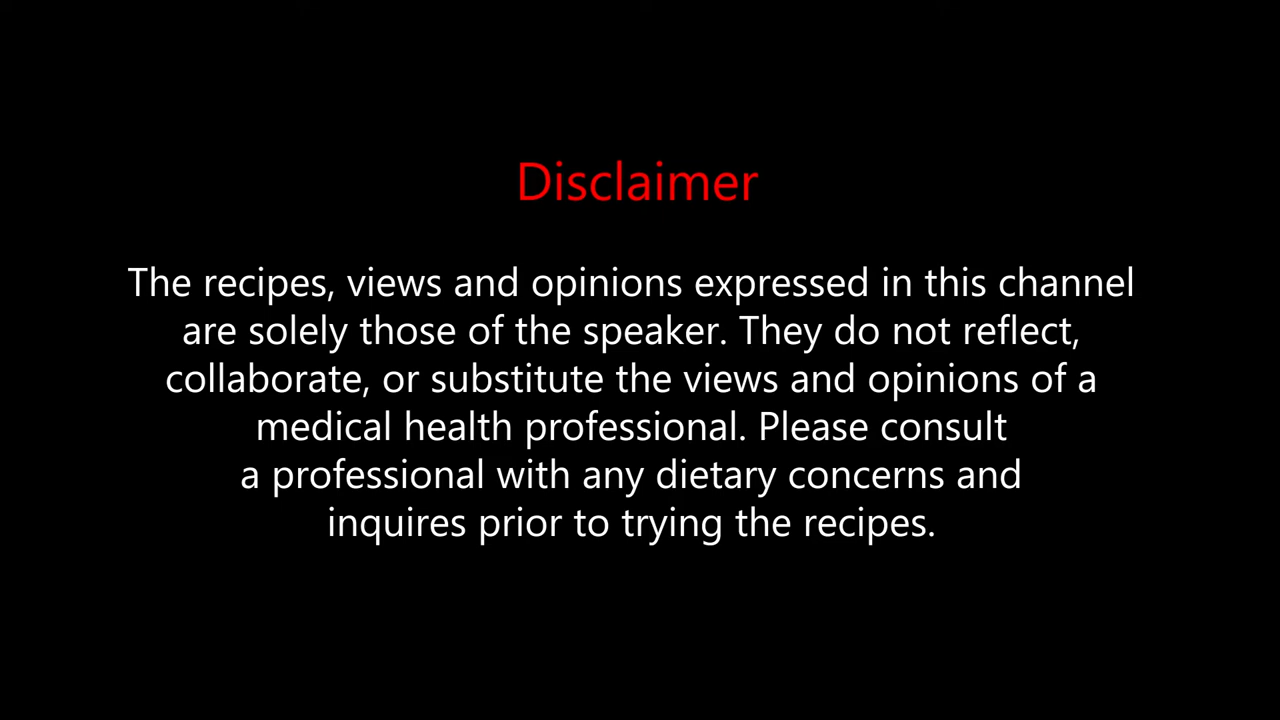 Disclaimer
The recipes, views and opinions expressed in this channel
are solely those of the speaker. They do not reflect,
collaborate, or substitute the views and opinions of a
medical health professional. Please consult
a professional with any dietary concerns and
inquires prior to trying the recipes.